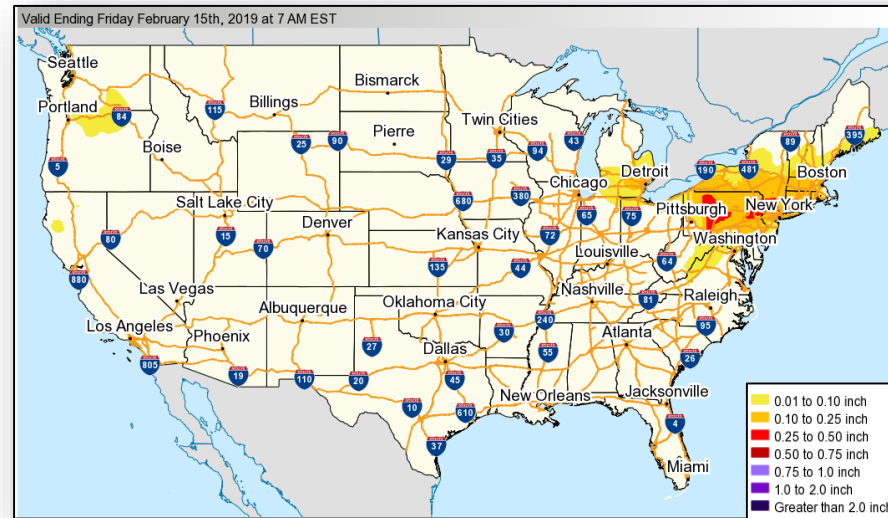 Valid Ending Friday February 15th, 2019 at 7 AM EST
Seattle
Portland
84
5
Boise
115
Billings
Bismarck
Pierre
25
90
Twin Cities
29
35
94
43
Detroit
190
481
89
395
Boston
Salt Lake City
80
15
70
Denver
680
380
Chicago
65
75
Pittsburgh
New York
Washington
880
Las Vegas
Kansas City
135
72
44
Louisville
64
Los Angeles
Phoenix
Albuquerque
Oklahoma City
240
Nashville
81
Raleigh
805
19
110
27
20
30
Dallas
45
55
Atlanta
95
26
10
610
37
New Orleans
Jacksonville
4
Miami
0.01 to 0.10 inch
0.10 to 0.25 inch
0.25 to 0.50 inch
0.50 to 0.75 inch
0.75 to 1.0 inch
1.0 to 2.0 inch
Greater than 2.0 inch